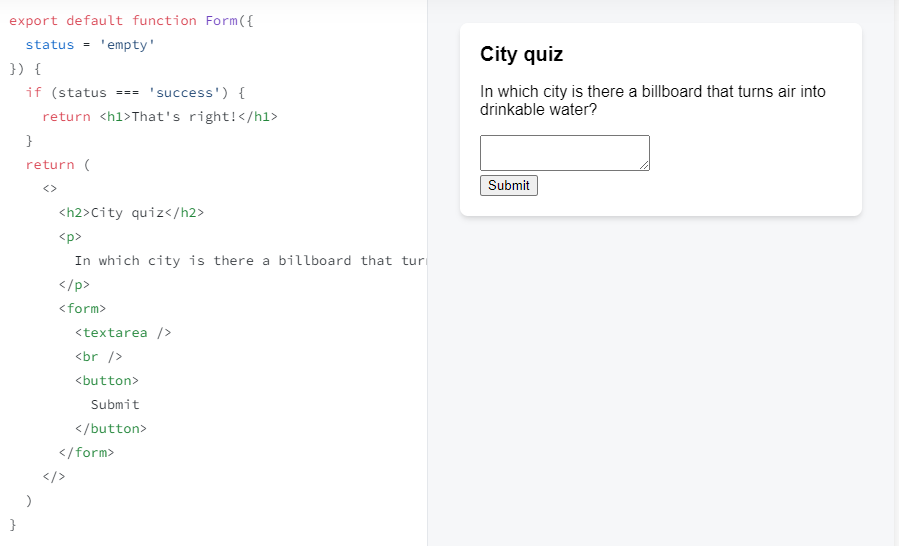 export default function Form({
  status = 'empty'
}) {
  if (status === 'success') {
    return <h1>That's right!</h1>
  }
  return (
    <>
      <h2>City quiz</h2>
      <p>
        In which city is there a billboard that
      </p>
      <form>
        <textarea />
        <br />
        <button>
          Submit
        </button>
      </form>
    </>
  )
}
City quiz
In which city is there a billboard that turns air into
drinkable water?
Submit